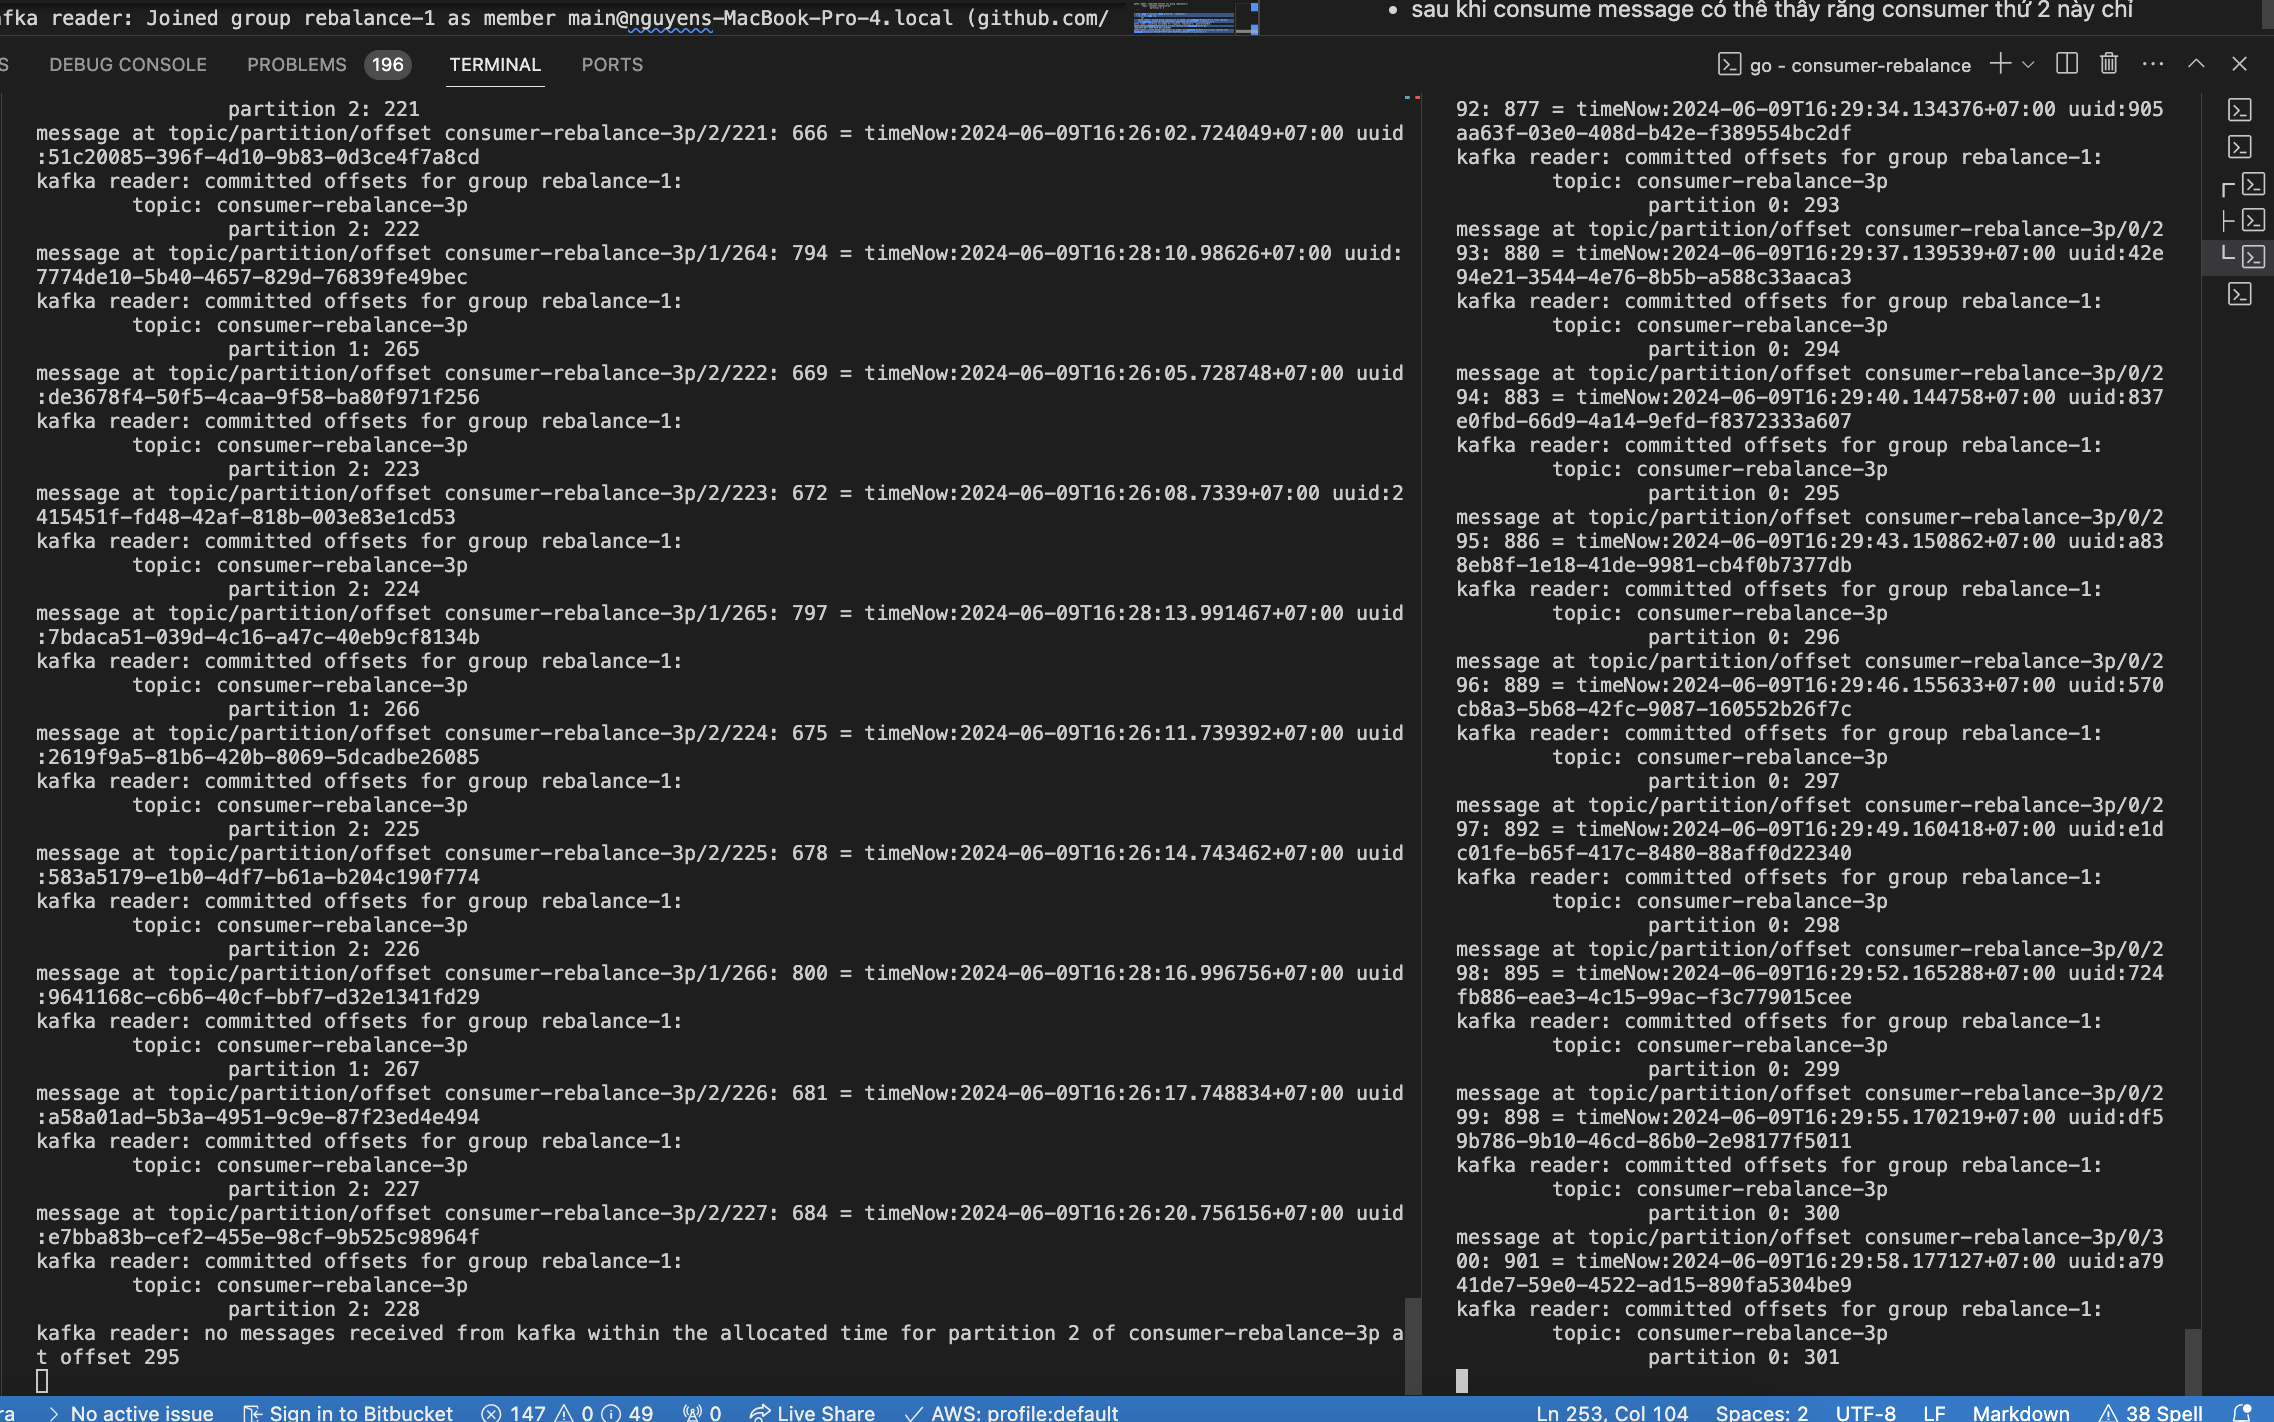 fka reader: Joined group rebalance-1 as member main@nguyens-MacBook-Pro-4.local (github.com/
• sau khi consume message có thể thấy rằng consumer thứ 2 này chỉ
S DEBUG CONSOLE PROBLEMS 196 TERMINAL PORTS
go - consumer-rebalance
partition 2: 221
message at topic/partition/offset consumer-rebalance-3p/2/221: 666 = timeNow:2024-06-09T16:26:02.724049+07:00 uuid
:51c20085-396f-4d10-9b83-0d3ce4f7a8cd
kafka reader: committed offsets for group rebalance-1:
topic: consumer-rebalance-3p
partition 2: 222
message at topic/partition/offset consumer-rebalance-3p/1/264: 794 = timeNow:2024-06-09T16:28:10.98626+07:00 uuid:
7774de10-5b40-4657-829d-76839fe49bec
kafka reader: committed offsets for group rebalance-1:
topic: consumer-rebalance-3p
partition 1: 265
message at topic/partition/offset consumer-rebalance-3p/2/222: 669 = timeNow:2024-06-09T16:26:05.728748+07:00 uuid
:de3678f4-50f5-4caa-9f58-ba80f971f256
kafka reader: committed offsets for group rebalance-1:
topic: consumer-rebalance-3p
partition 2: 223
message at topic/partition/offset consumer-rebalance-3p/2/223: 672 = timeNow:2024-06-09T16:26:08.7339+07:00 uuid:2
415451f-fd48-42af-818b-003e83e1cd53
kafka reader: committed offsets for group rebalance-1:
topic: consumer-rebalance-3p
partition 2: 224
message at topic/partition/offset consumer-rebalance-3p/1/265: 797 = timeNow:2024-06-09T16:28:13.991467+07:00 uuid
:7bdaca51-039d-4c16-a47c-40eb9cf8134b
kafka reader: committed offsets for group rebalance-1:
topic: consumer-rebalance-3p
partition 1: 266
message at topic/partition/offset consumer-rebalance-3p/2/224: 675 = timeNow:2024-06-09T16:26:11.739392+07:00 uuid
:2619f9a5-81b6-420b-8069-5dcadbe26085
kafka reader: committed offsets for group rebalance-1:
topic: consumer-rebalance-3p
partition 2: 225
message at topic/partition/offset consumer-rebalance-3p/2/225: 678 = timeNow:2024-06-09T16:26:14.743462+07:00 uuid
:583a5179-e1b0-4df7-b61a-b204c190f774
kafka reader: committed offsets for group rebalance-1:
topic: consumer-rebalance-3p
partition 2: 226
message at topic/partition/offset consumer-rebalance-3p/1/266: 800 = timeNow:2024-06-09T16:28:16.996756+07:00 uuid
:9641168c-c6b6-40cf-bbf7-d32e1341fd29
kafka reader: committed offsets for group rebalance-1:
topic: consumer-rebalance-3p
partition 1: 267
message at topic/partition/offset consumer-rebalance-3p/2/226: 681 = timeNow:2024-06-09T16:26:17.748834+07:00 uuid
:a58a01ad-5b3a-4951-9c9e-87f23ed4e494
kafka reader: committed offsets for group rebalance-1:
topic: consumer-rebalance-3p
partition 2: 227
message at topic/partition/offset consumer-rebalance-3p/2/227: 684 = timeNow:2024-06-09T16:26:20.756156+07:00 uuid
:e7bba83b-cef2-455e-98cf-9b525c98964f
kafka reader: committed offsets for group rebalance-1:
topic: consumer-rebalance-3p
partition 2: 228
kafka reader: no messages received from kafka within the allocated time for partition 2 of consumer-rebalance-3p a
t offset 295
92: 877 = timeNow:2024-06-09T16:29:34.134376+07:00 uuid:905
aa63f-03e0-408d-b42e-f389554bc2df
kafka reader: committed offsets for group rebalance-1:
topic: consumer-rebalance-3p
partition 0: 293
message at topic/partition/offset consumer-rebalance-3p/0/2
93: 880 = timeNow:2024-06-09T16:29:37.139539+07:00 uuid:42e
94e21-3544-4e76-8b5b-a588c33aaca3
kafka reader: committed offsets for group rebalance-1:
topic: consumer-rebalance-3p
partition 0: 294
message at topic/partition/offset consumer-rebalance-3p/0/2
94: 883 = timeNow:2024-06-09T16:29:40.144758+07:00 uuid:837
e0fbd-66d9-4a14-9efd-f8372333a607
kafka reader: committed offsets for group rebalance-1:
topic: consumer-rebalance-3p
partition 0: 295
message at topic/partition/offset consumer-rebalance-3p/0/2
95: 886 = timeNow:2024-06-09T16:29:43.150862+07:00 uuid:a83
8eb8f-1e18-41de-9981-cb4f0b7377db
kafka reader: committed offsets for group rebalance-1:
topic: consumer-rebalance-3p
partition 0: 296
message at topic/partition/offset consumer-rebalance-3p/0/2
96: 889 = timeNow:2024-06-09T16:29:46.155633+07:00 uuid:570
cb8a3-5b68-42fc-9087-160552b26f7c
kafka reader: committed offsets for group rebalance-1:
topic: consumer-rebalance-3p
partition 0: 297
message at topic/partition/offset consumer-rebalance-3p/0/2
97: 892 = timeNow:2024-06-09T16:29:49.160418+07:00 uuid:e1d
c01fe-b65f-417c-8480-88aff0d22340
kafka reader: committed offsets for group rebalance-1:
topic: consumer-rebalance-3p
partition 0: 298
message at topic/partition/offset consumer-rebalance-3p/0/2
98: 895 = timeNow:2024-06-09T16:29:52.165288+07:00 uuid:724
fb886-eae3-4c15-99ac-f3c779015cee
kafka reader: committed offsets for group rebalance-1:
topic: consumer-rebalance-3p
partition 0: 299
message at topic/partition/offset consumer-rebalance-3p/0/2
99: 898 = timeNow:2024-06-09T16:29:55.170219+07:00 uuid:df5
9b786-9b10-46cd-86b0-2e98177f5011
kafka reader: committed offsets for group rebalance-1:
topic: consumer-rebalance-3p
partition 0: 300
message at topic/partition/offset consumer-rebalance-3p/0/3
00: 901 = timeNow:2024-06-09T16:29:58.177127+07:00 uuid:a79
41de7-59e0-4522-ad15-890fa5304be9
kafka reader: committed offsets for group rebalance-1:
topic: consumer-rebalance-3p
partition 0: 301
ra > No active issue Sign in to Bitbucket 147 0 49 0 Live Share AWS: profile:default Ln 253, Col 104 Spaces: 2 UTF-8 LF Markdown 38 Spell